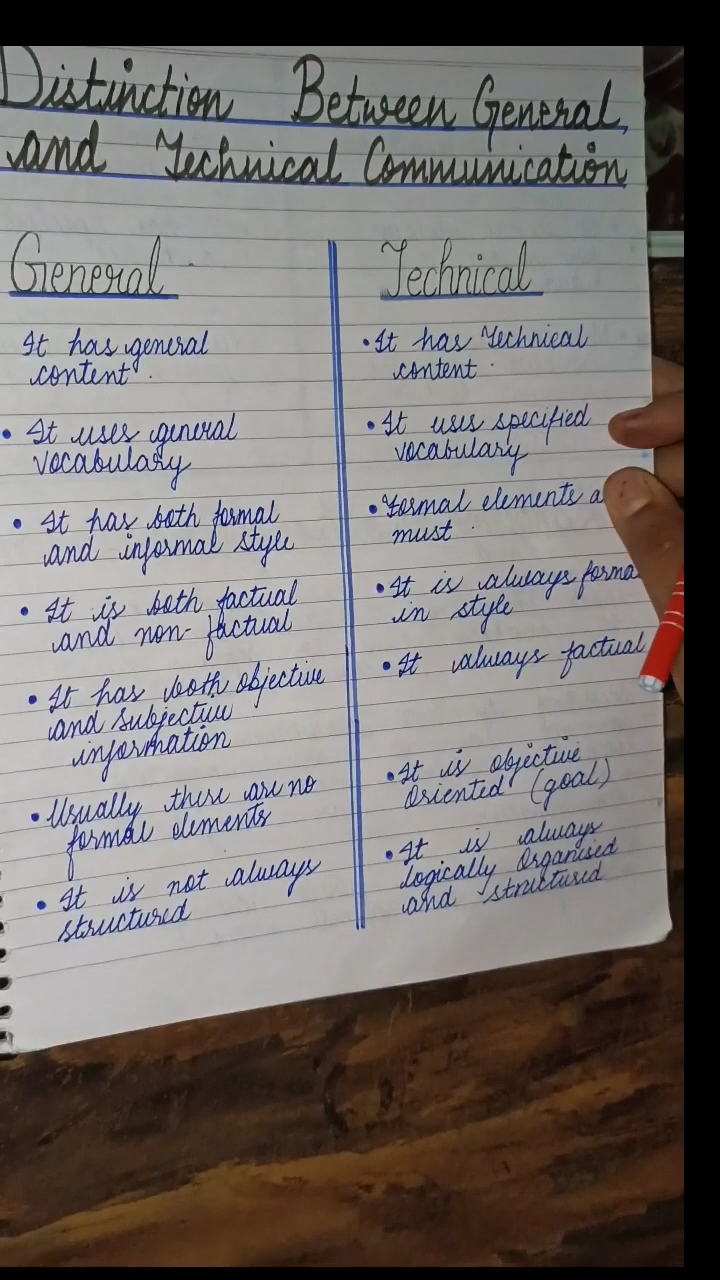 Distinction Between General,
and Technical Communication
General
It has general
content.
• It uses general
vocabulary
• It has both formal
and informal style
• It is both factual
and non-factual
• It has both objective
and subjective
information
• Usually there are no
formal elements
• It is not always
structured
Technical
• It has Technical
content.
• It uses specified
vocabulary
• Formal elements a
must.
• It is always forma
in style
• It always factual
• It is objective
Oriented (goal)
• It is always
logically Organised
and structured